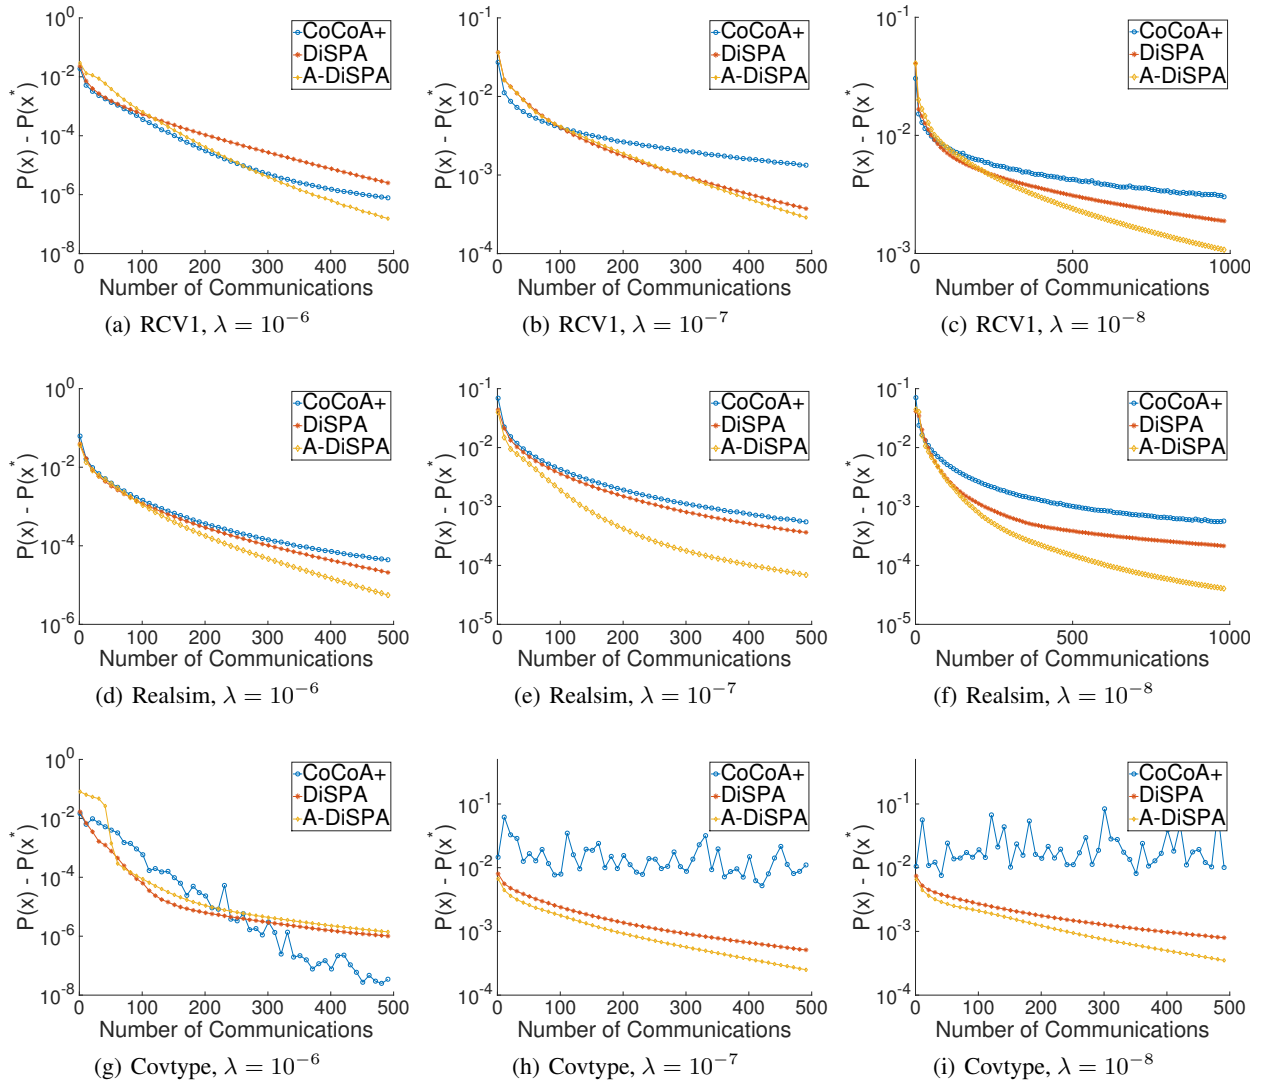 10^0
10^-2
10^-4
10^-6
10^-8
P(x) - P(x^*)
0 100 200 300 400 500
Number of Communications
CoCoA+
DiSPA
A-DiSPA
(a) RCV1, λ = 10^−6
10^-1
10^-2
10^-3
10^-4
P(x) - P(x^*)
0 100 200 300 400 500
Number of Communications
CoCoA+
DiSPA
A-DiSPA
(b) RCV1, λ = 10^−7
10^-1
10^-2
10^-3
P(x) - P(x^*)
0 500 1000
Number of Communications
CoCoA+
DiSPA
A-DiSPA
(c) RCV1, λ = 10^−8
10^0
10^-2
10^-4
10^-6
P(x) - P(x^*)
0 100 200 300 400 500
Number of Communications
CoCoA+
DiSPA
A-DiSPA
(d) Realsim, λ = 10^−6
10^-1
10^-2
10^-3
10^-4
10^-5
P(x) - P(x^*)
0 100 200 300 400 500
Number of Communications
CoCoA+
DiSPA
A-DiSPA
(e) Realsim, λ = 10^−7
10^-1
10^-2
10^-3
10^-4
10^-5
P(x) - P(x^*)
0 500 1000
Number of Communications
CoCoA+
DiSPA
A-DiSPA
(f) Realsim, λ = 10^−8
10^0
10^-2
10^-4
10^-6
10^-8
P(x) - P(x^*)
0 100 200 300 400 500
Number of Communications
CoCoA+
DiSPA
A-DiSPA
(g) Covtype, λ = 10^−6
10^-1
10^-2
10^-3
10^-4
P(x) - P(x^*)
0 100 200 300 400 500
Number of Communications
CoCoA+
DiSPA
A-DiSPA
(h) Covtype, λ = 10^−7
10^-1
10^-2
10^-3
10^-4
P(x) - P(x^*)
0 100 200 300 400 500
Number of Communications
CoCoA+
DiSPA
A-DiSPA
(i) Covtype, λ = 10^−8